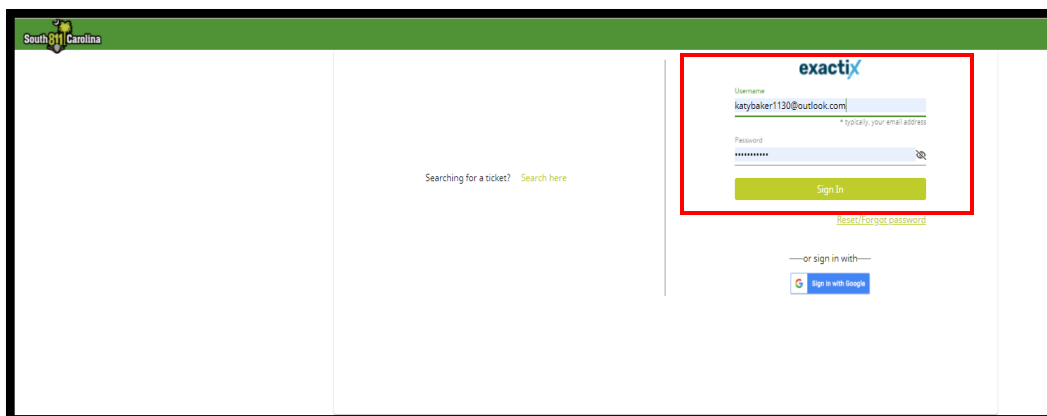 South 811 Carolina
exactix
Username
katybaker1130@outlook.com
* typically, your email address
Password
•••••••••••
Searching for a ticket? Search here
Sign In
Reset/Forgot password
—or sign in with—
G Sign in with Google